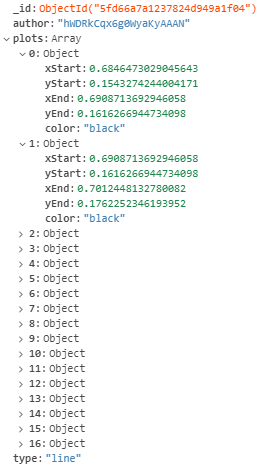 _id: ObjectId("5fd66a7a1237824d949a1f04")
author: "hWDRkCqx6g0WyaKyAAAN"
plots: Array
0: Object
xStart: 0.6846473029045643
yStart: 0.1543274244004171
xEnd: 0.6908713692946058
yEnd: 0.1616266944734098
color: "black"
1: Object
xStart: 0.6908713692946058
yStart: 0.1616266944734098
xEnd: 0.7012448132780082
yEnd: 0.1762252346193952
color: "black"
2: Object
3: Object
4: Object
5: Object
6: Object
7: Object
8: Object
9: Object
10: Object
11: Object
12: Object
13: Object
14: Object
15: Object
16: Object
type: "line"